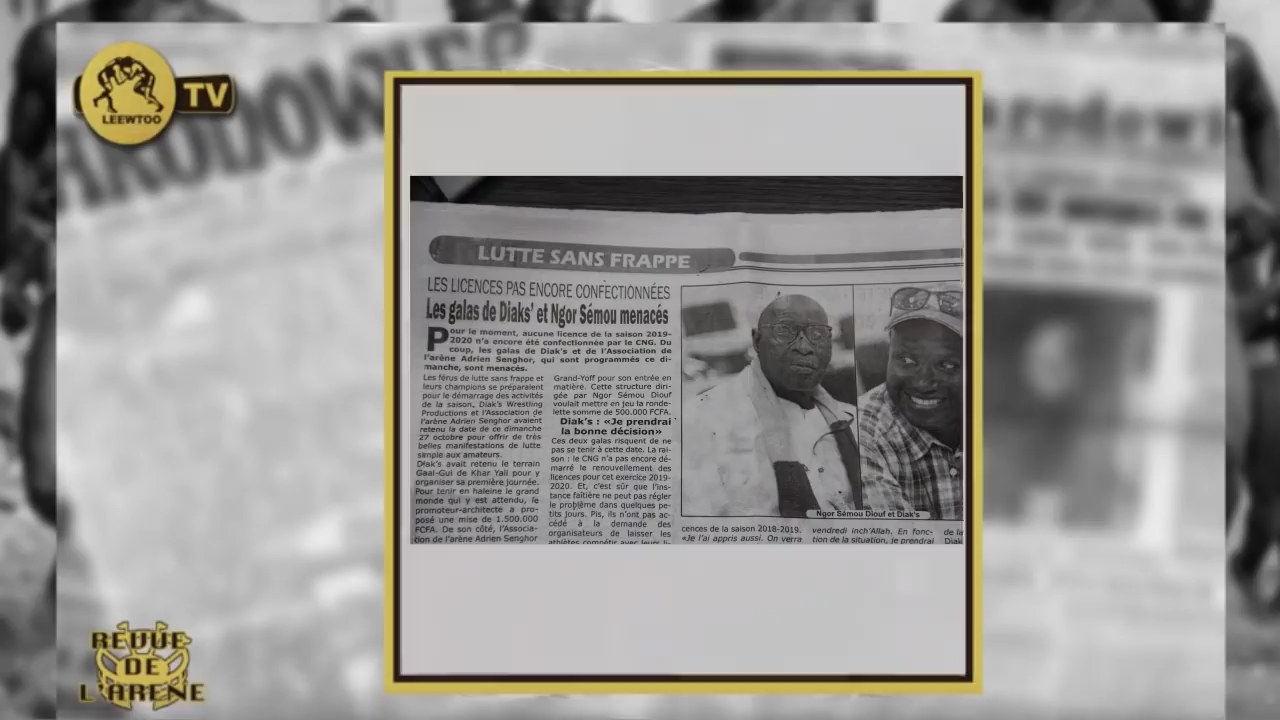 LEEWTOO
TV
LUTTE SANS FRAPPE
LES LICENCES PAS ENCORE CONFECTIONNÉES
Les galas de Diaks' et Ngor Sémou menacés
Pour le moment, aucune licence de la saison 2019-
2020 n'a encore été confectionnée par le CNG. Du
coup, les galas de Diak's et de l'Association de
l'arène Adrien Senghor, qui sont programmés ce di-
manche, sont menacés.
Les férus de lutte sans frappe et
leurs champions se préparaient
pour le démarrage des activités
de la saison. Diak's Wrestling
Productions et l'Association de
l'arène Adrien Senghor avaient
retenu la date de ce dimanche
27 octobre pour offrir de très
belles manifestations de lutte
simple aux amateurs.
Diak's avait retenu le terrain
Gaal-Gui de Khar Yall pour y
organiser sa première journée.
Pour tenir en haleine le grand
monde qui y est attendu, le
promoteur-architecte a pro-
posé une mise de 1.500.000
FCFA. De son côté, l'Associa-
tion de l'arène Adrien Senghor
Grand-Yoff pour son entrée en
matière. Cette structure diri-
gée par Ngor Sémou Diouf
voulait mettre en jeu la ronde-
lette somme de 500.000 FCFA.
Diak's : «Je prendrai
la bonne décision»
Ces deux galas risquent de ne
pas se tenir à cette date. La rai-
son : le CNG n'a pas encore dé-
marré le renouvellement des
licences pour cet exercice 2019-
2020. Et, c'est sûr que l'ins-
tance faîtière ne peut pas régler
le problème dans quelques pe-
tits jours. Pis, ils n'ont pas ac-
cédé à la demande des
organisateurs de laisser les
athlètes compétir avec leurs li-
Ngor Sémou Diouf et Diak's
cences de la saison 2018-2019.
«Je l'ai appris aussi. On verra
vendredi inch'Allah. En fonc-
tion de la situation, je prendrai
de la
Diak
REVUE
DE
L'ARENE